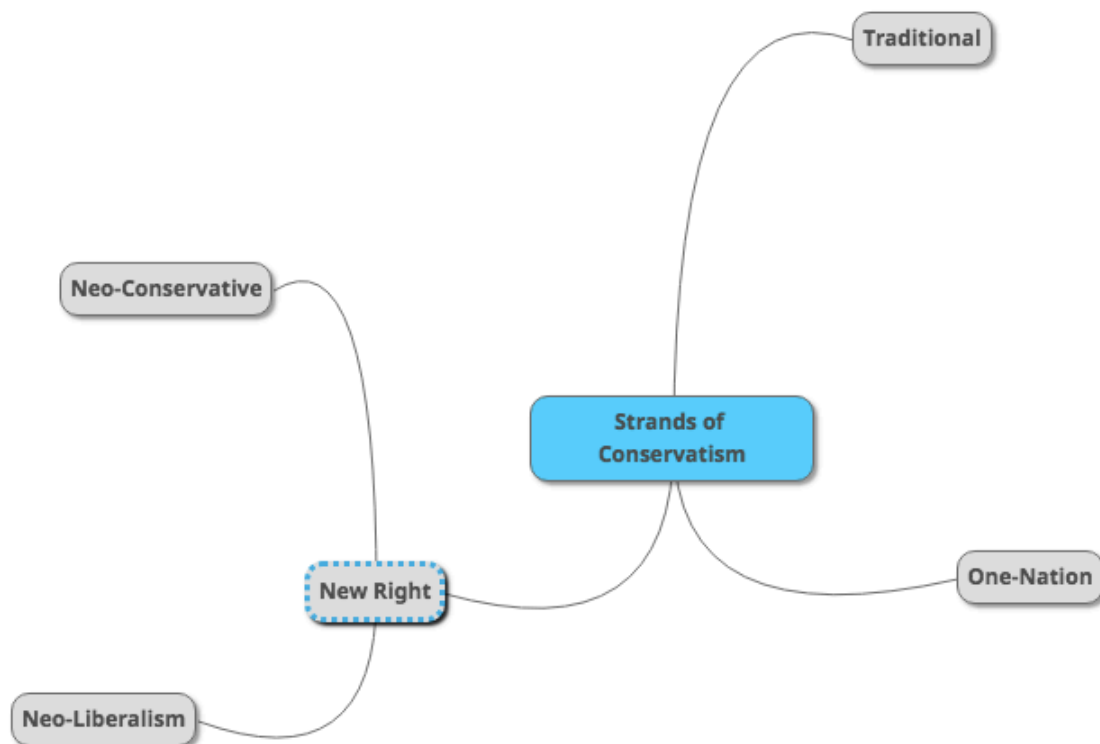 Traditional
Neo-Conservative
Strands of
Conservatism
One-Nation
New Right
Neo-Liberalism